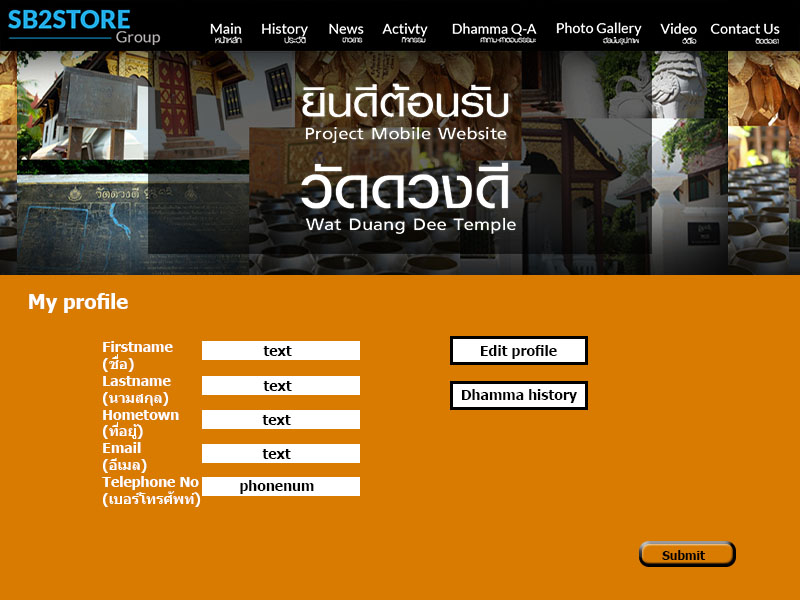 SB2STORE
Group
Main
หน้าหลัก
History
ประวัติ
News
ข่าวสาร
Activty
กิจกรรม
Dhamma Q-A
ถาม-ตอบธรรมะ
Photo Gallery
อัลบั้มรูปภาพ
Video
วีดีโอ
Contact Us
ติดต่อเรา
ยินดีต้อนรับ
Project Mobile Website
วัดดวงดี
วัดดวงดี
Wat Duang Dee Temple
My profile
Firstname
(ชื่อ)
text
Lastname
(นามสกุล)
text
Hometown
(ที่อยู้)
text
Email
(อีเมล)
text
Telephone No
(เบอร์โทรศัพท์)
phonenum
Edit profile
Dhamma history
Submit